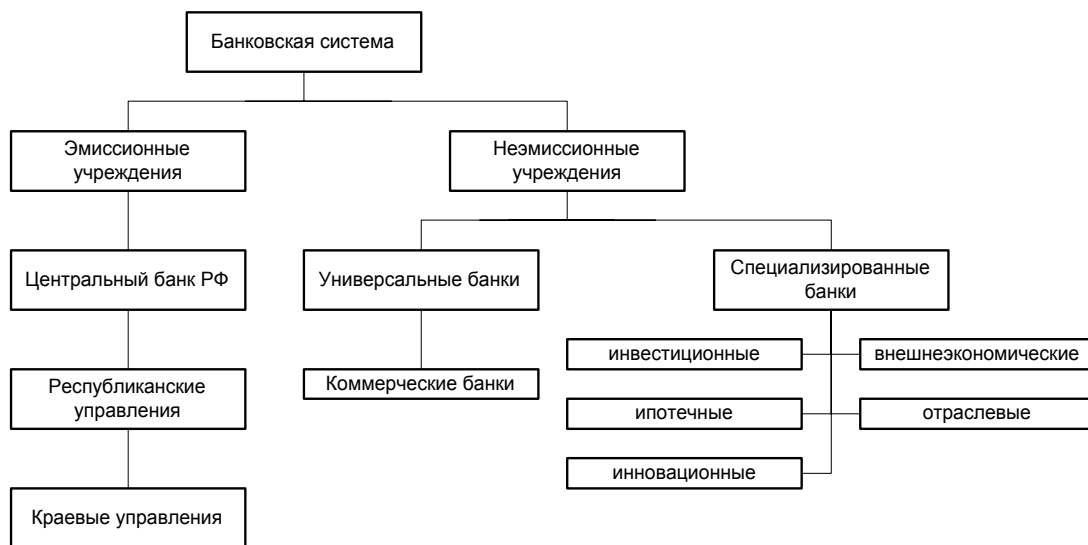 Банковская система
Эмиссионные
учреждения
Неэмиссионные
учреждения
Центральный банк РФ
Универсальные банки
Специализированные
банки
инвестиционные
внешнеэкономические
Республиканские
управления
Коммерческие банки
ипотечные
отраслевые
инновационные
Краевые управления